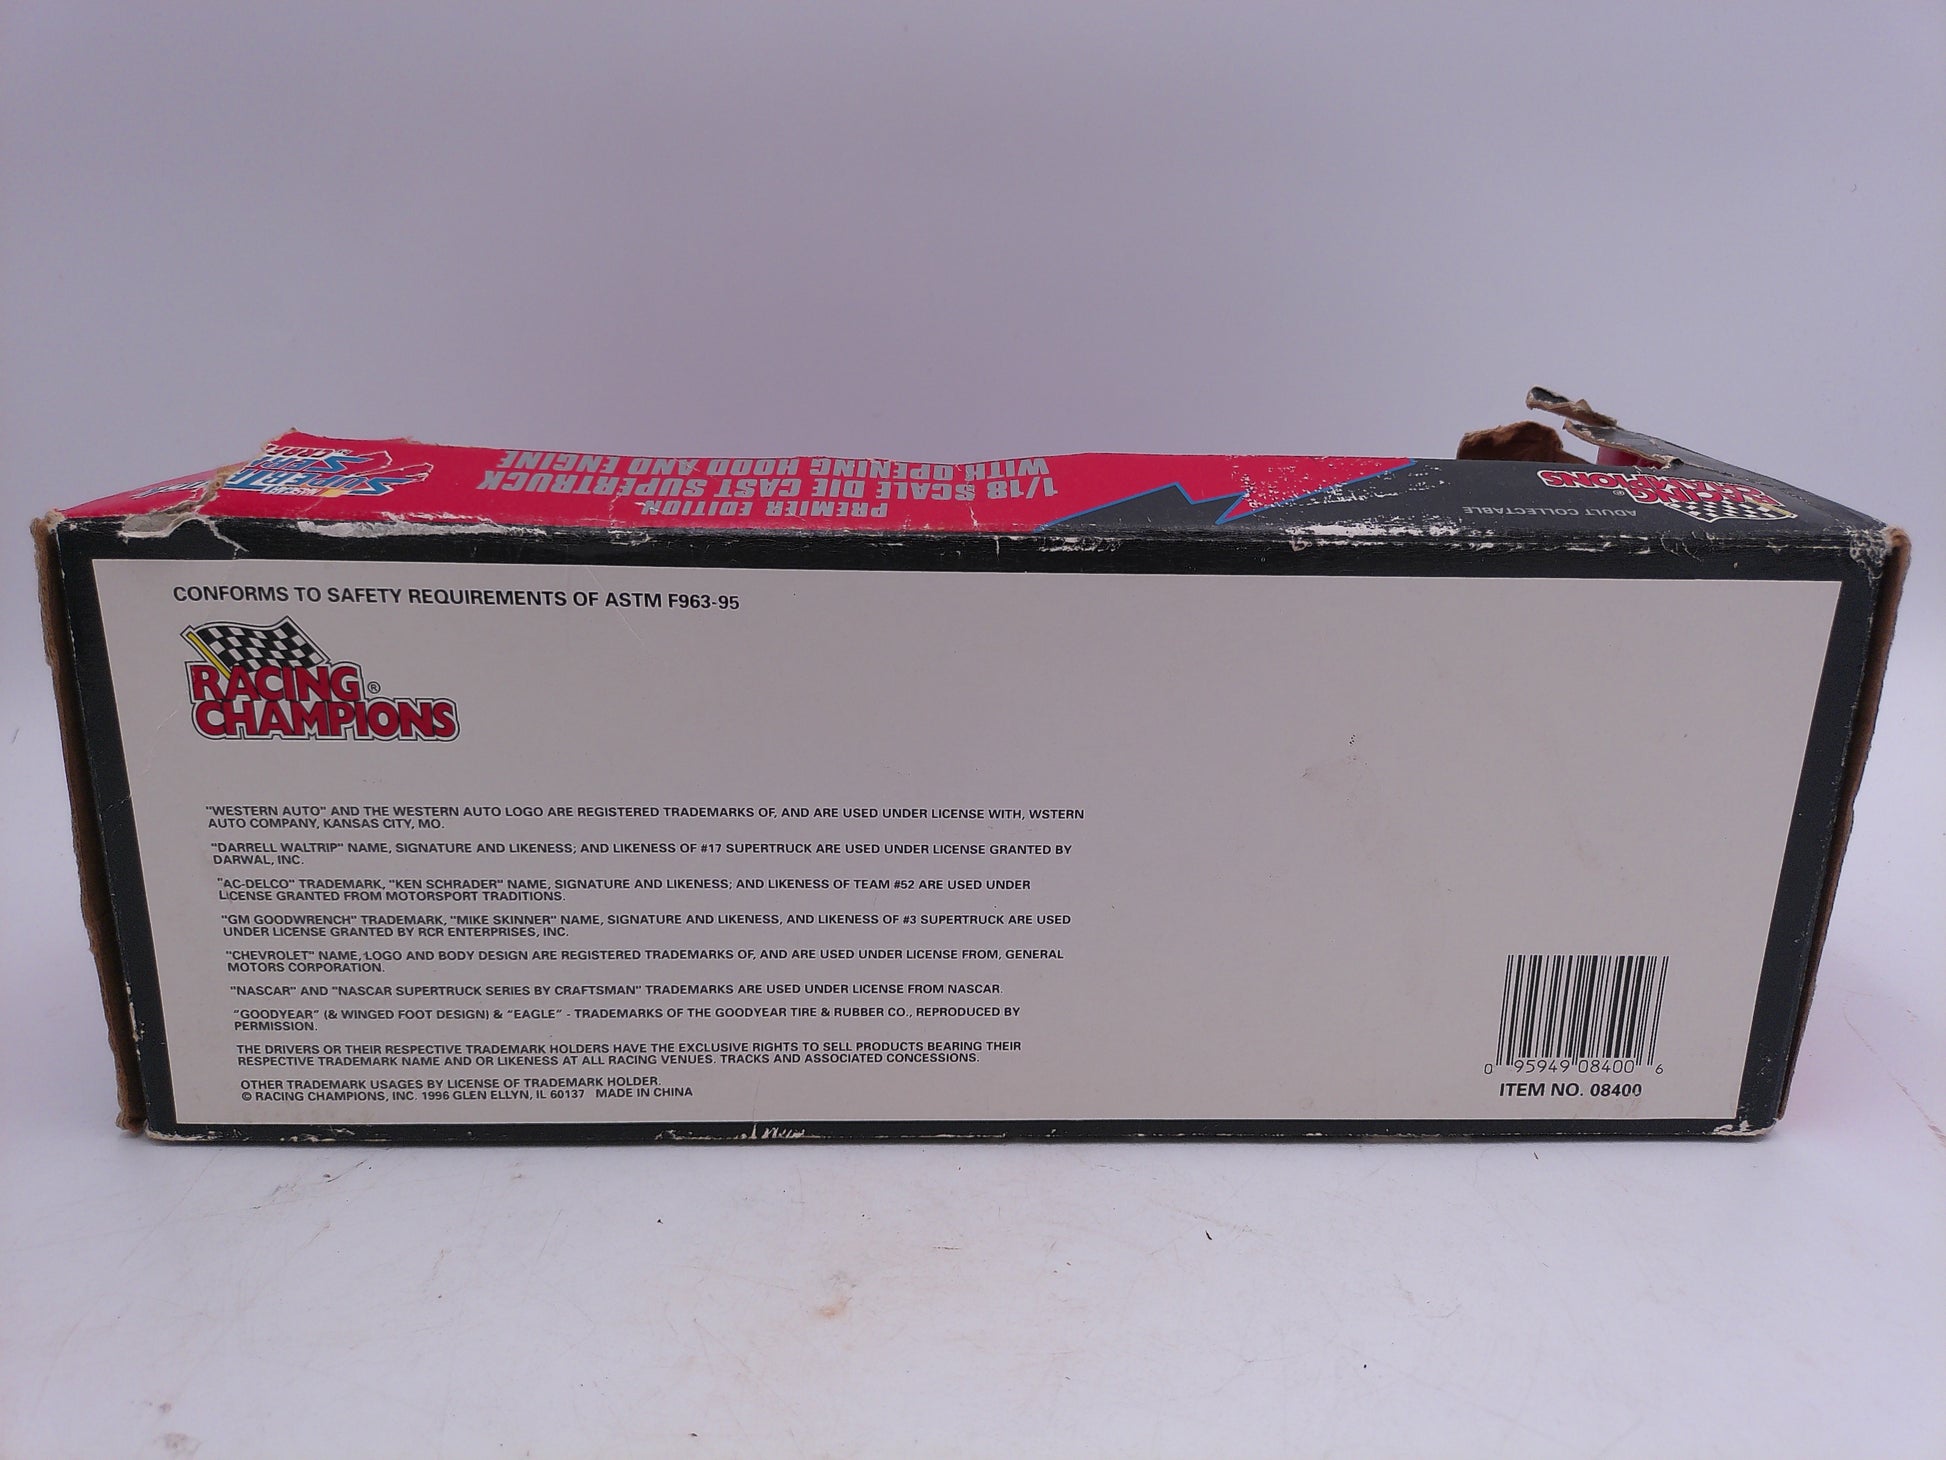 PREMIER EDITION
1/18 SCALE DIE CAST SUPERTRUCK
WITH OPENING HOOD AND ENGINE
ADULT COLLECTABLE
RACING
CHAMPIONS ®
CONFORMS TO SAFETY REQUIREMENTS OF ASTM F963-95
RACING ®
CHAMPIONS
"WESTERN AUTO" AND THE WESTERN AUTO LOGO ARE REGISTERED TRADEMARKS OF, AND ARE USED UNDER LICENSE WITH, WSTERN
AUTO COMPANY, KANSAS CITY, MO.
"DARRELL WALTRIP" NAME, SIGNATURE AND LIKENESS; AND LIKENESS OF #17 SUPERTRUCK ARE USED UNDER LICENSE GRANTED BY
DARWAL, INC.
"AC-DELCO" TRADEMARK, "KEN SCHRADER" NAME, SIGNATURE AND LIKENESS; AND LIKENESS OF TEAM #52 ARE USED UNDER
LICENSE GRANTED FROM MOTORSPORT TRADITIONS.
"GM GOODWRENCH" TRADEMARK, "MIKE SKINNER" NAME, SIGNATURE AND LIKENESS, AND LIKENESS OF #3 SUPERTRUCK ARE USED
UNDER LICENSE GRANTED BY RCR ENTERPRISES, INC.
"CHEVROLET" NAME, LOGO AND BODY DESIGN ARE REGISTERED TRADEMARKS OF, AND ARE USED UNDER LICENSE FROM, GENERAL
MOTORS CORPORATION.
"NASCAR" AND "NASCAR SUPERTRUCK SERIES BY CRAFTSMAN" TRADEMARKS ARE USED UNDER LICENSE FROM NASCAR.
"GOODYEAR" (& WINGED FOOT DESIGN) & "EAGLE" - TRADEMARKS OF THE GOODYEAR TIRE & RUBBER CO., REPRODUCED BY
PERMISSION.
THE DRIVERS OR THEIR RESPECTIVE TRADEMARK HOLDERS HAVE THE EXCLUSIVE RIGHTS TO SELL PRODUCTS BEARING THEIR
RESPECTIVE TRADEMARK NAME AND OR LIKENESS AT ALL RACING VENUES. TRACKS AND ASSOCIATED CONCESSIONS.
OTHER TRADEMARK USAGES BY LICENSE OF TRADEMARK HOLDER.
© RACING CHAMPIONS, INC. 1996 GLEN ELLYN, IL 60137 MADE IN CHINA
0 95949 08400 6
ITEM NO. 08400